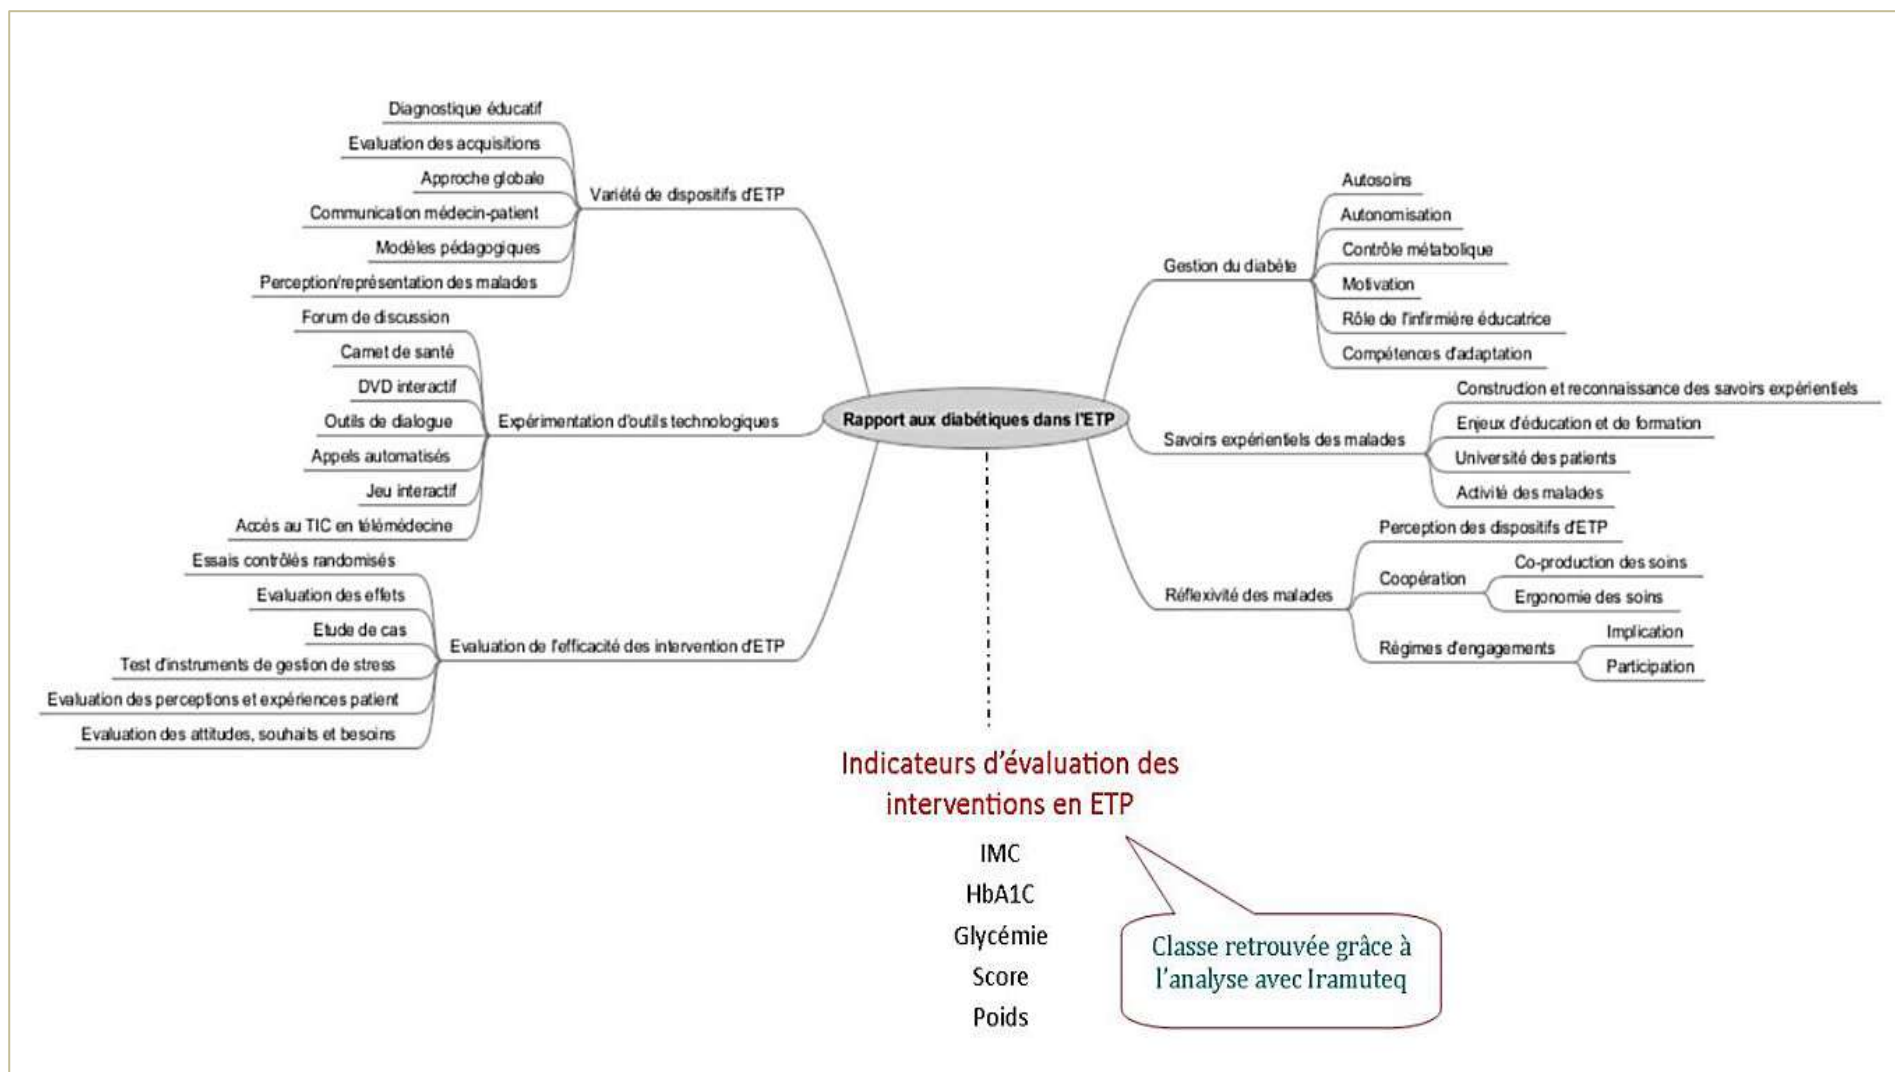 Diagnostique éducatif
Evaluation des acquisitions
Approche globale
Communication médecin-patient
Modèles pédagogiques
Perception/représentation des malades
Variété de dispositifs d'ETP
Forum de discussion
Carnet de santé
DVD interactif
Outils de dialogue
Appels automatisés
Jeu interactif
Accès au TIC en télémédecine
Expérimentation d'outils technologiques
Essais contrôlés randomisés
Evaluation des effets
Etude de cas
Test d'instruments de gestion de stress
Evaluation des perceptions et expériences patient
Evaluation des attitudes, souhaits et besoins
Evaluation de l'efficacité des intervention d'ETP
Rapport aux diabétiques dans l'ETP
Gestion du diabète
Autosoins
Autonomisation
Contrôle métabolique
Motivation
Rôle de l'infirmière éducatrice
Compétences d'adaptation
Savoirs expérientiels des malades
Construction et reconnaissance des savoirs expérientiels
Enjeux d'éducation et de formation
Université des patients
Activité des malades
Réflexivité des malades
Perception des dispositifs d'ETP
Coopération
Co-production des soins
Ergonomie des soins
Régimes d'engagements
Implication
Participation
Indicateurs d'évaluation des
interventions en ETP
IMC
HbA1C
Glycémie
Score
Poids
Classe retrouvée grâce à
l'analyse avec Iramuteq